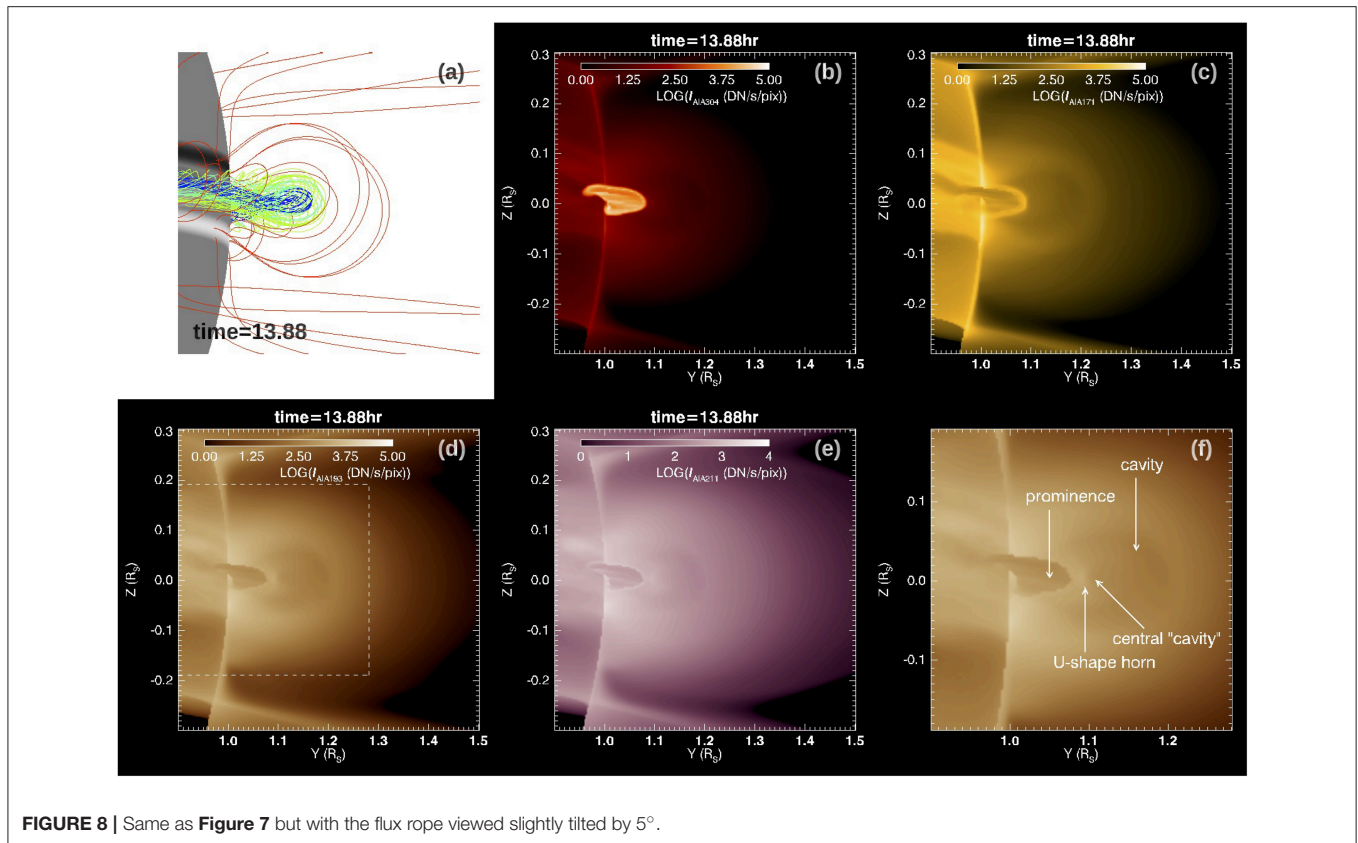 (a)
time=13.88
time=13.88hr
(b)
0.00 1.25 2.50 3.75 5.00
LOG(I_AIA304 (DN/s/pix))
0.3
0.2
0.1
0.0
-0.1
-0.2
Z (R_S)
1.0 1.1 1.2 1.3 1.4 1.5
Y (R_S)
time=13.88hr
(c)
0.00 1.25 2.50 3.75 5.00
LOG(I_AIA171 (DN/s/pix))
0.3
0.2
0.1
0.0
-0.1
-0.2
Z (R_S)
1.0 1.1 1.2 1.3 1.4 1.5
Y (R_S)
time=13.88hr
(d)
0.00 1.25 2.50 3.75 5.00
LOG(I_AIA193 (DN/s/pix))
0.3
0.2
0.1
0.0
-0.1
-0.2
Z (R_S)
1.0 1.1 1.2 1.3 1.4 1.5
Y (R_S)
time=13.88hr
(e)
0 1 2 3 4
LOG(I_AIA211 (DN/s/pix))
0.3
0.2
0.1
0.0
-0.1
-0.2
Z (R_S)
1.0 1.1 1.2 1.3 1.4 1.5
Y (R_S)
(f)
cavity
prominence
central "cavity"
U-shape horn
0.1
0.0
-0.1
Z (R_S)
1.0 1.1 1.2
Y (R_S)
FIGURE 8 | Same as Figure 7 but with the flux rope viewed slightly tilted by 5°.